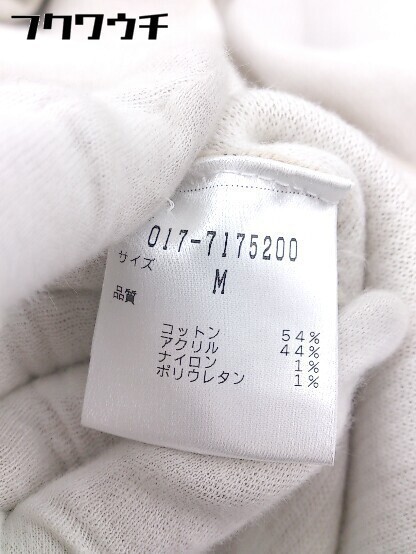 フクワウチ
017-7175200
サイズ
M
品質
コットン 54%
アクリル 44%
ナイロン 1%
ポリウレタン 1%